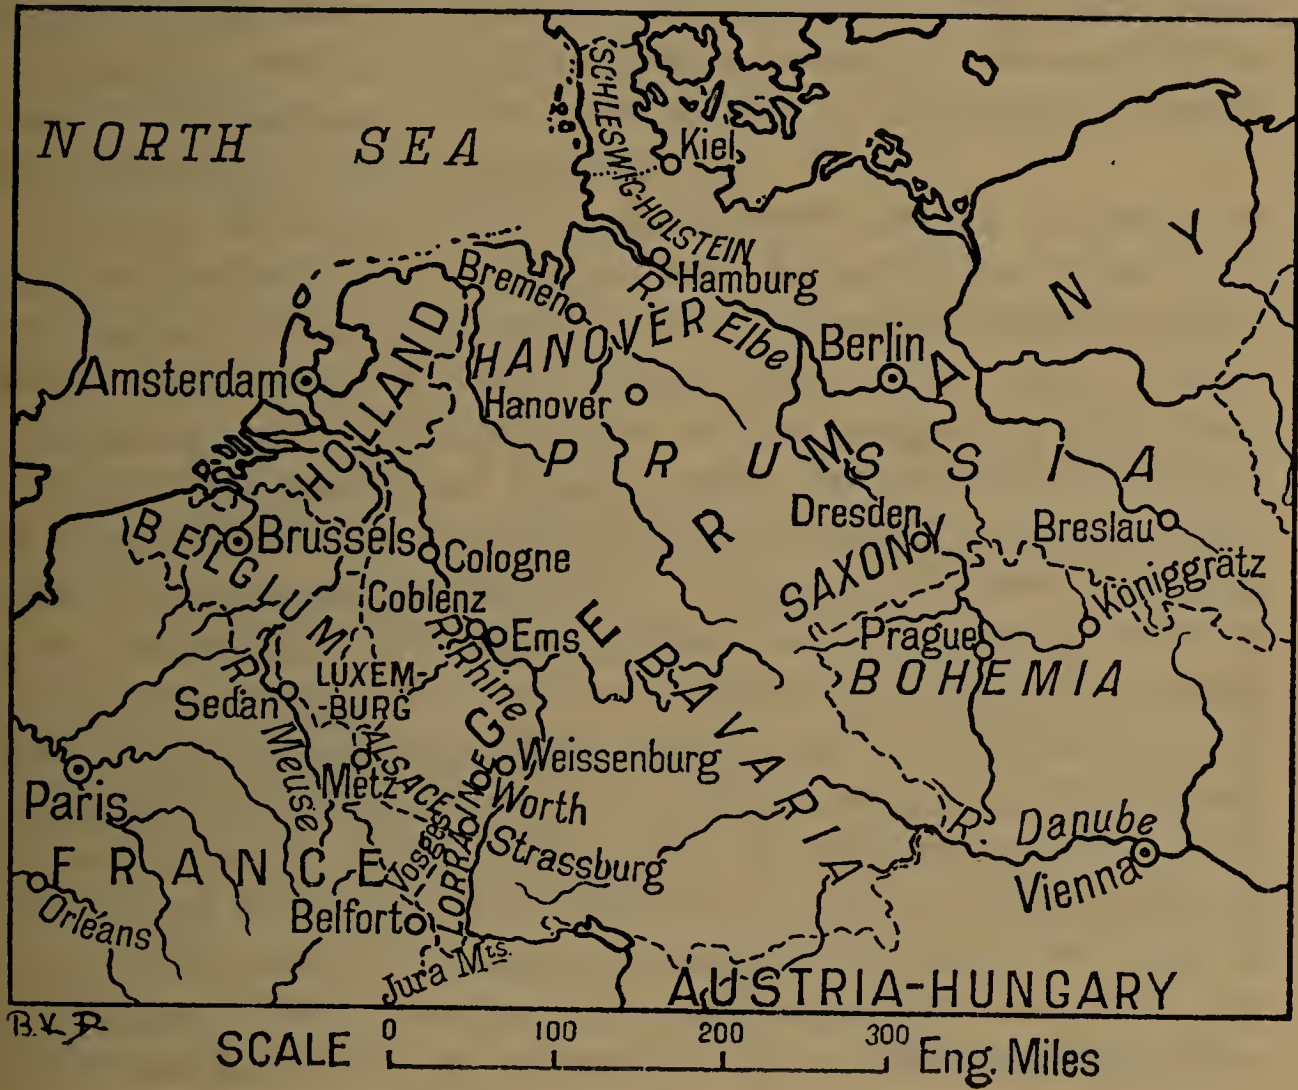 NORTH SEA
SCHLESWIG-HOLSTEIN
Kiel
Hamburg
Bremen
R. Elbe
HANOVER
Hanover
Berlin
Amsterdam
HOLLAND
GERMANY
PRUSSIA
BELGIUM
Brussels
Cologne
Dresden
SAXONY
Breslau
Königgrätz
Coblenz
Ems
R. Rhine
Prague
BOHEMIA
LUXEM-
-BURG
Sedan
R. Meuse
BAVARIA
Metz
ALSACE
LORRAINE
Weissenburg
Worth
Strassburg
Vosges
Paris
FRANCE
Orléans
Belfort
Jura Mts.
R. Danube
Vienna
AUSTRIA-HUNGARY
SCALE 0 100 200 300 Eng. Miles